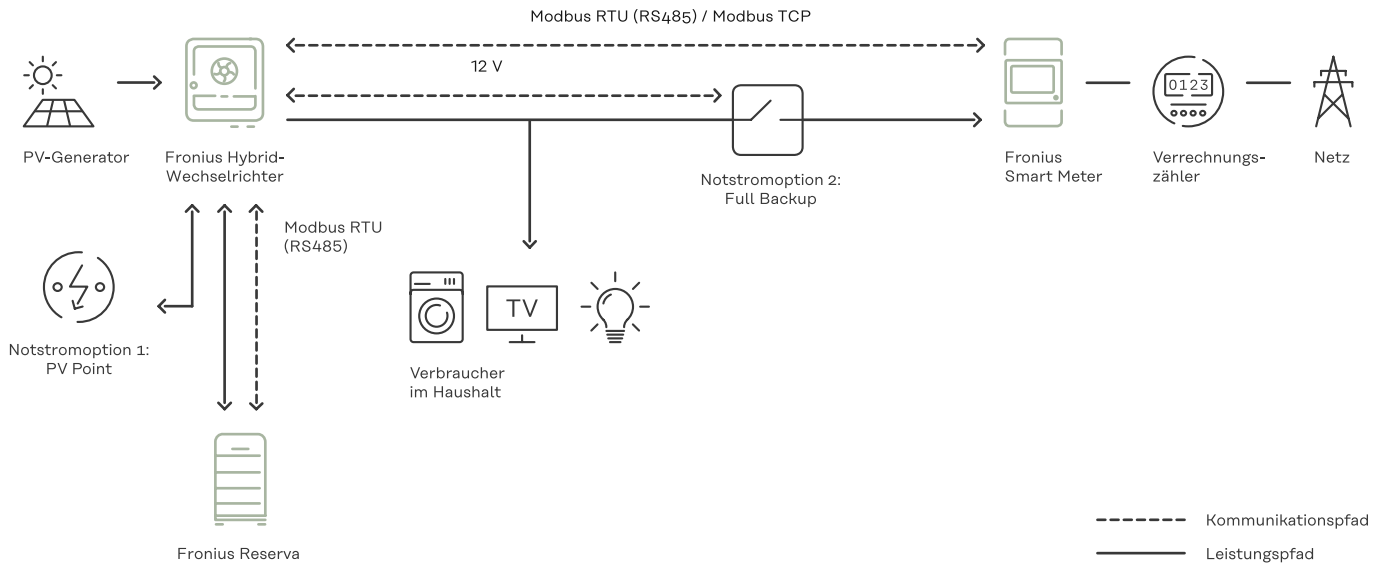 Modbus RTU (RS485) / Modbus TCP
12 V
0123
PV-Generator
Fronius Hybrid-
Wechselrichter
Notstromoption 2:
Full Backup
Fronius
Smart Meter
Verrechnungs-
zähler
Netz
Modbus RTU
(RS485)
TV
Notstromoption 1:
PV Point
Verbraucher
im Haushalt
Fronius Reserva
Kommunikationspfad
Leistungspfad